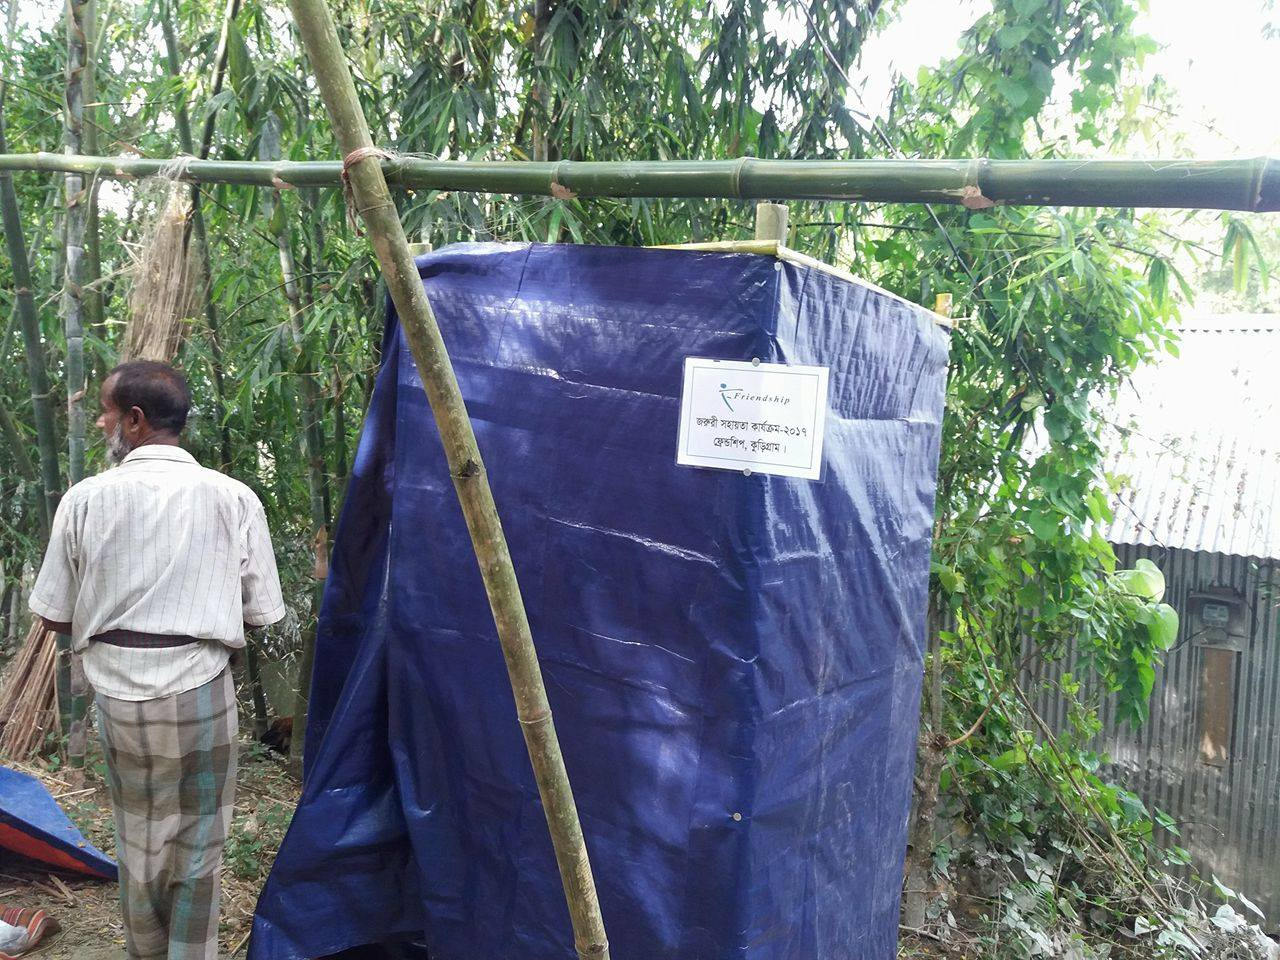 Friendship
জরুরী সহায়তা কার্যক্রম-২০১৭
ফ্রেন্ডশিপ, কুড়িগ্রাম।